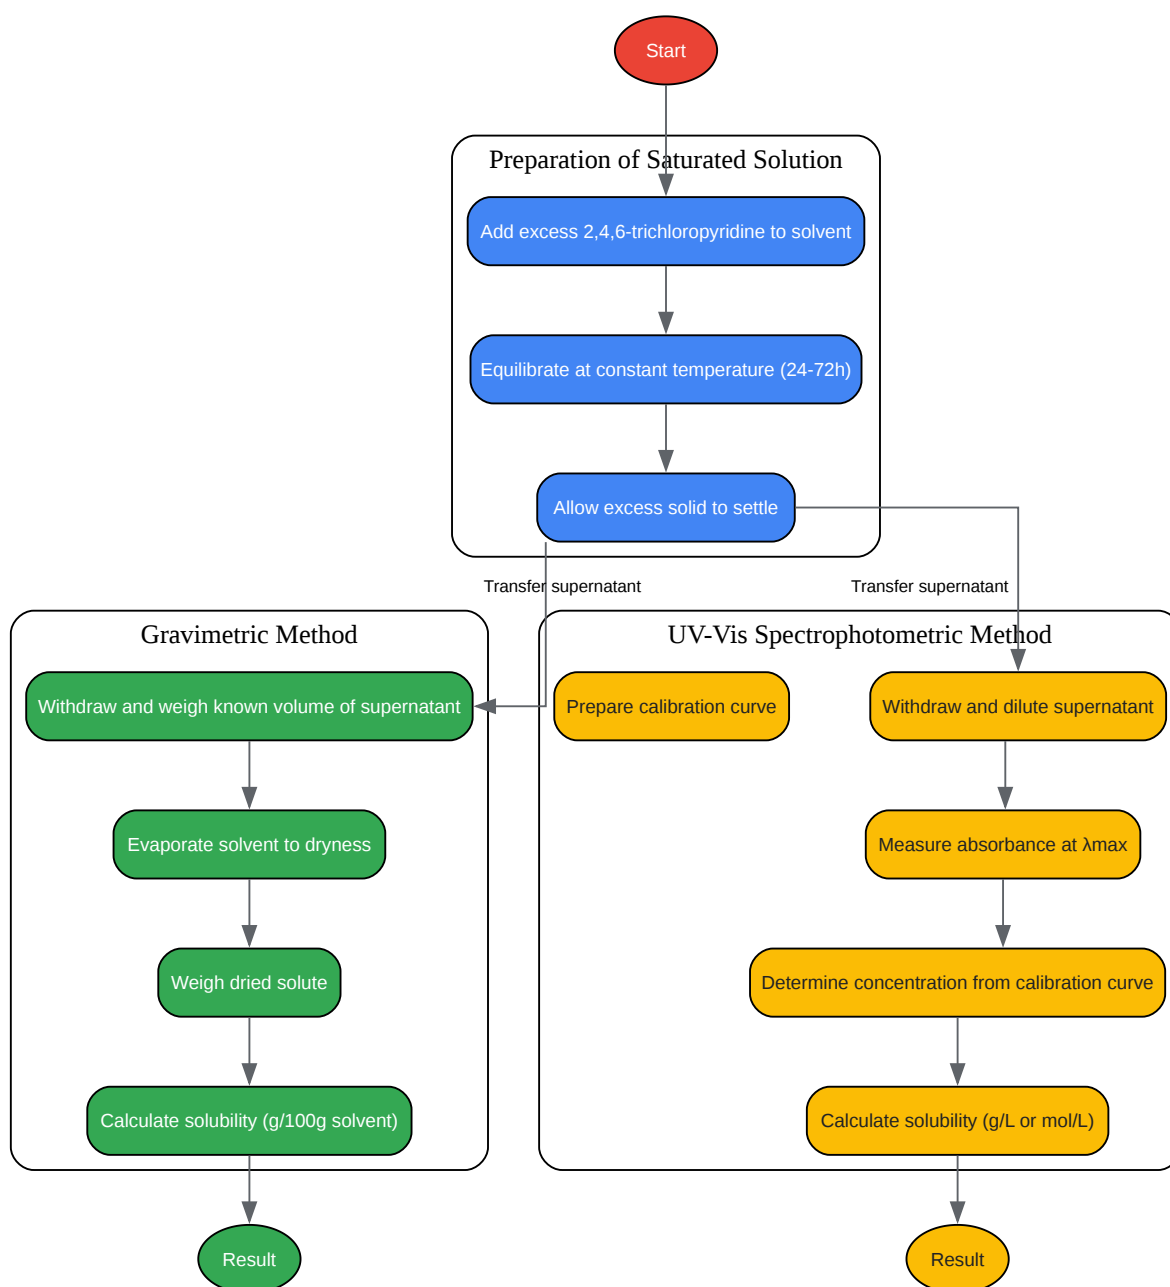 Start
Preparation of Saturated Solution
Add excess 2,4,6-trichloropyridine to solvent
Equilibrate at constant temperature (24-72h)
Allow excess solid to settle
Transfer supernatant
Transfer supernatant
Gravimetric Method
Withdraw and weigh known volume of supernatant
Evaporate solvent to dryness
Weigh dried solute
Calculate solubility (g/100g solvent)
Result
UV-Vis Spectrophotometric Method
Prepare calibration curve
Withdraw and dilute supernatant
Measure absorbance at λmax
Determine concentration from calibration curve
Calculate solubility (g/L or mol/L)
Result